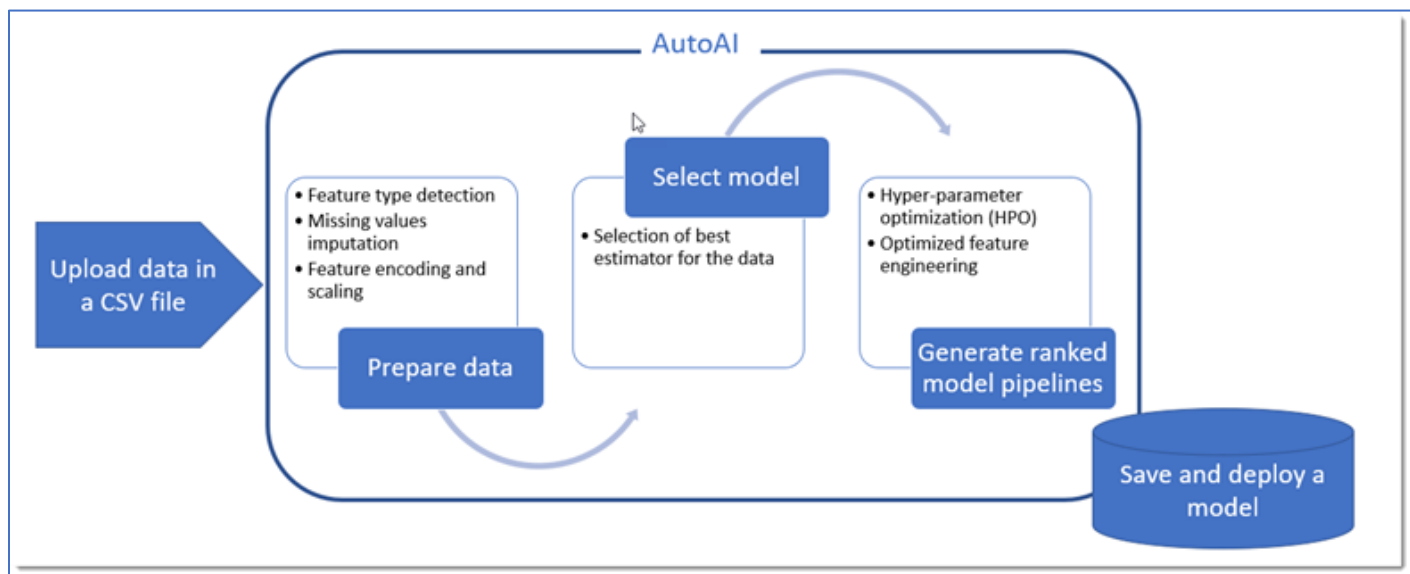 AutoAI
Upload data in
a CSV file
• Feature type detection
• Missing values
imputation
• Feature encoding and
scaling
Prepare data
Select model
• Selection of best
estimator for the data
• Hyper-parameter
optimization (HPO)
• Optimized feature
engineering
Generate ranked
model pipelines
Save and deploy a
model